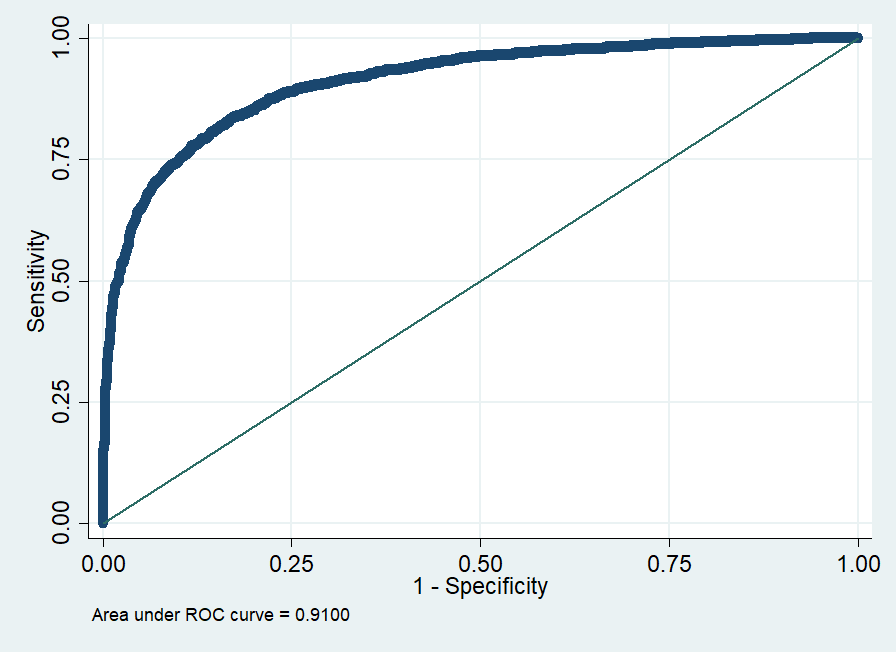 1.00
0.75
0.50
0.25
0.00
Sensitivity
0.00 0.25 0.50 0.75 1.00
1 - Specificity
Area under ROC curve = 0.9100